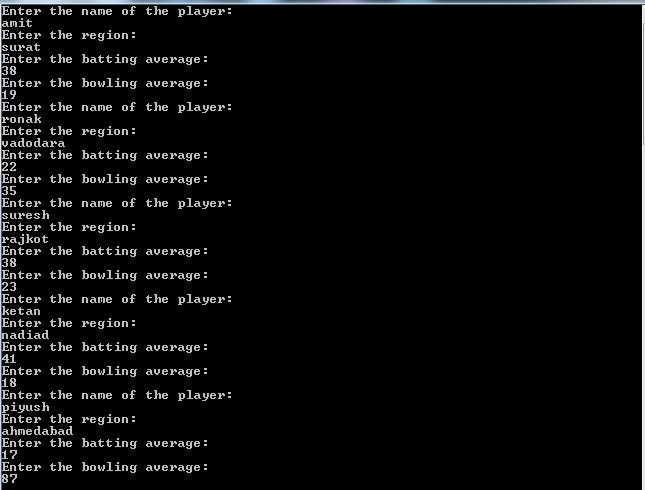 Enter the name of the player:
amit
Enter the region:
surat
Enter the batting average:
38
Enter the bowling average:
19
Enter the name of the player:
ronak
Enter the region:
vadodara
Enter the batting average:
22
Enter the bowling average:
35
Enter the name of the player:
suresh
Enter the region:
rajkot
Enter the batting average:
38
Enter the bowling average:
23
Enter the name of the player:
ketan
Enter the region:
nadiad
Enter the batting average:
41
Enter the bowling average:
18
Enter the name of the player:
piyush
Enter the region:
ahmedabad
Enter the batting average:
17
Enter the bowling average:
87